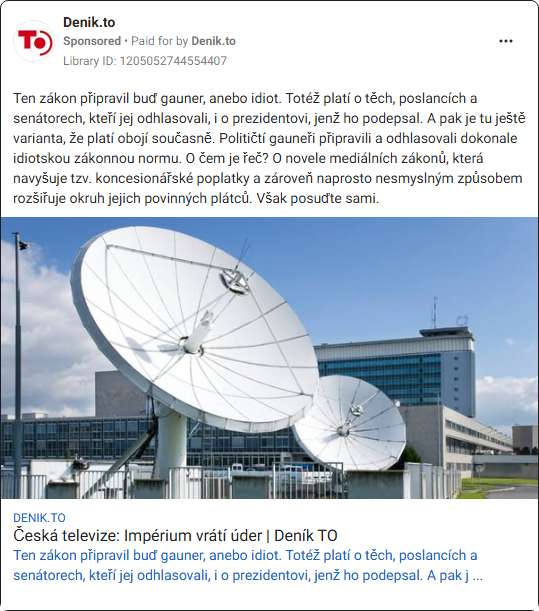 Denik.to
Sponsored • Paid for by Denik.to
Library ID: 1205052744554407
Ten zákon připravil buď gauner, anebo idiot. Totéž platí o těch, poslancích a
senátorech, kteří jej odhlasovali, i o prezidentovi, jenž ho podepsal. A pak je tu ještě
varianta, že platí obojí současně. Političtí gauneři připravili a odhlasovali dokonale
idiotskou zákonnou normu. O čem je řeč? O novele mediálních zákonů, která
navyšuje tzv. koncesionářské poplatky a zároveň naprosto nesmyslným způsobem
rozšiřuje okruh jejich povinných plátců. Však posuďte sami.
DENIK.TO
Česká televize: Impérium vrátí úder | Deník TO
Ten zákon připravil buď gauner, anebo idiot. Totéž platí o těch, poslancích a
senátorech, kteří jej odhlasovali, i o prezidentovi, jenž ho podepsal. A pak j ...